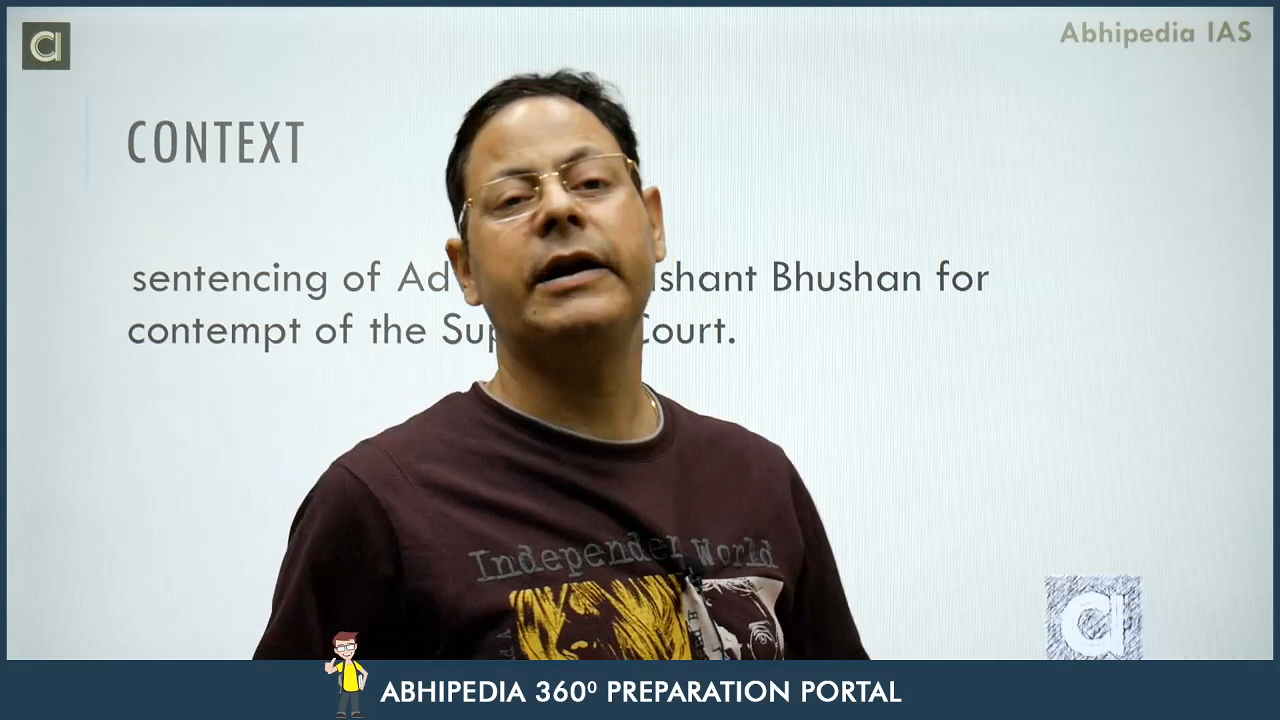 Abhipedia IAS
CONTEXT
sentencing of Ad ishant Bhushan for
contempt of the Sup Court.
Independent World
ABHIPEDIA 360⁰ PREPARATION PORTAL